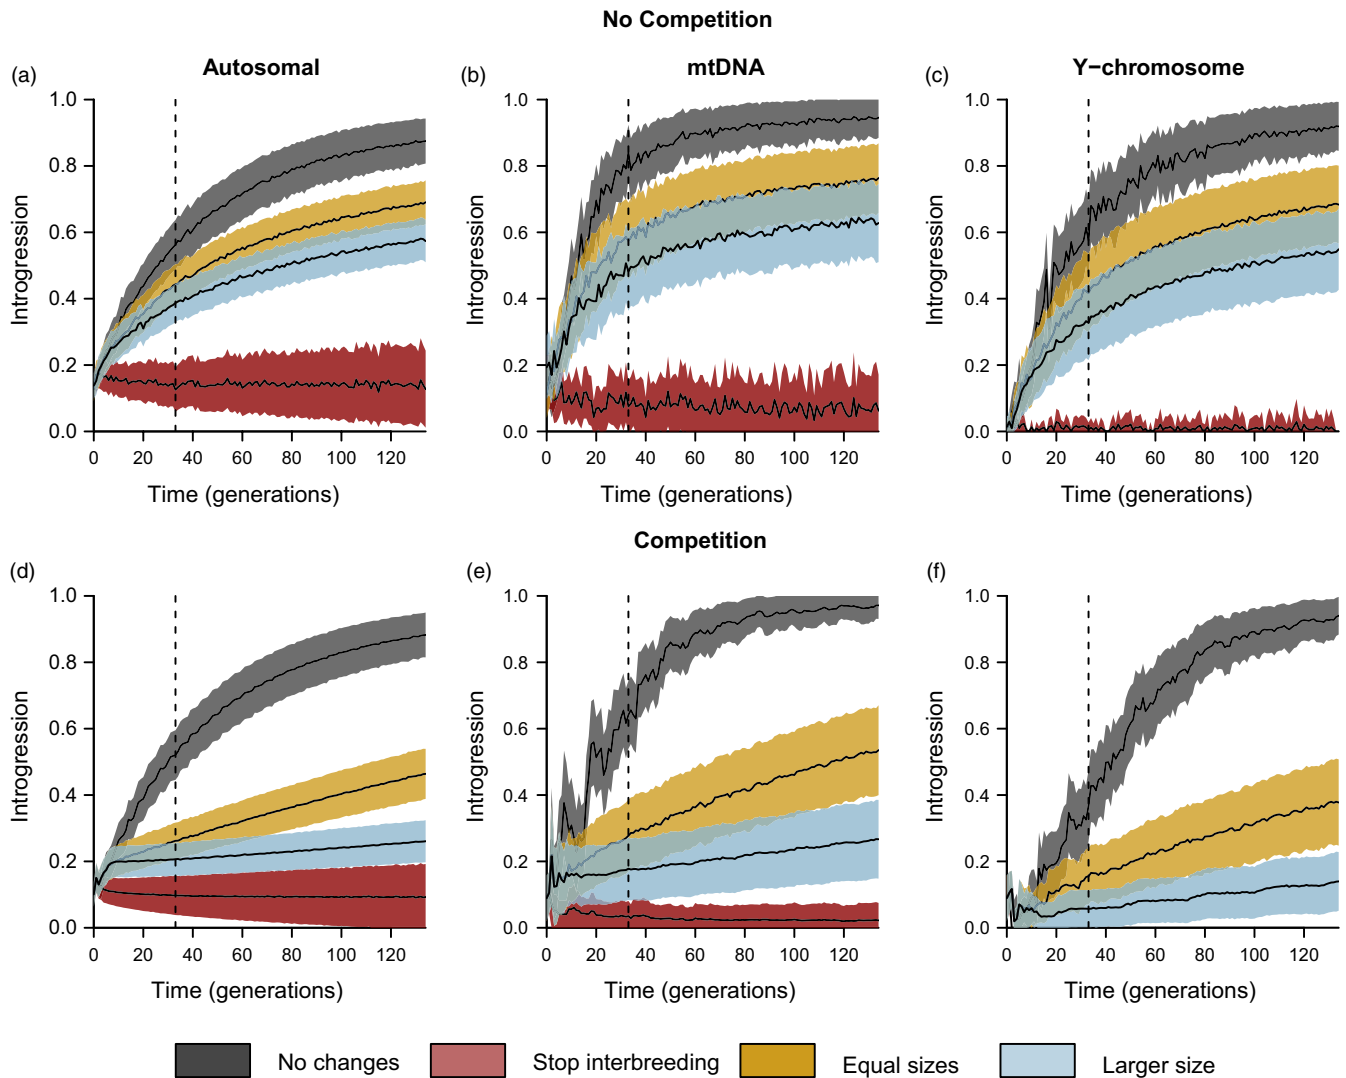 No Competition
(a) Autosomal
(b) mtDNA
(c) Y−chromosome
Introgression
1.0
0.8
0.6
0.4
0.2
0.0
0 20 40 60 80 100 120
Time (generations)
Introgression
1.0
0.8
0.6
0.4
0.2
0.0
0 20 40 60 80 100 120
Time (generations)
Introgression
1.0
0.8
0.6
0.4
0.2
0.0
0 20 40 60 80 100 120
Time (generations)
Competition
(d)
(e)
(f)
Introgression
1.0
0.8
0.6
0.4
0.2
0.0
0 20 40 60 80 100 120
Time (generations)
Introgression
1.0
0.8
0.6
0.4
0.2
0.0
0 20 40 60 80 100 120
Time (generations)
Introgression
1.0
0.8
0.6
0.4
0.2
0.0
0 20 40 60 80 100 120
Time (generations)
No changes
Stop interbreeding
Equal sizes
Larger size